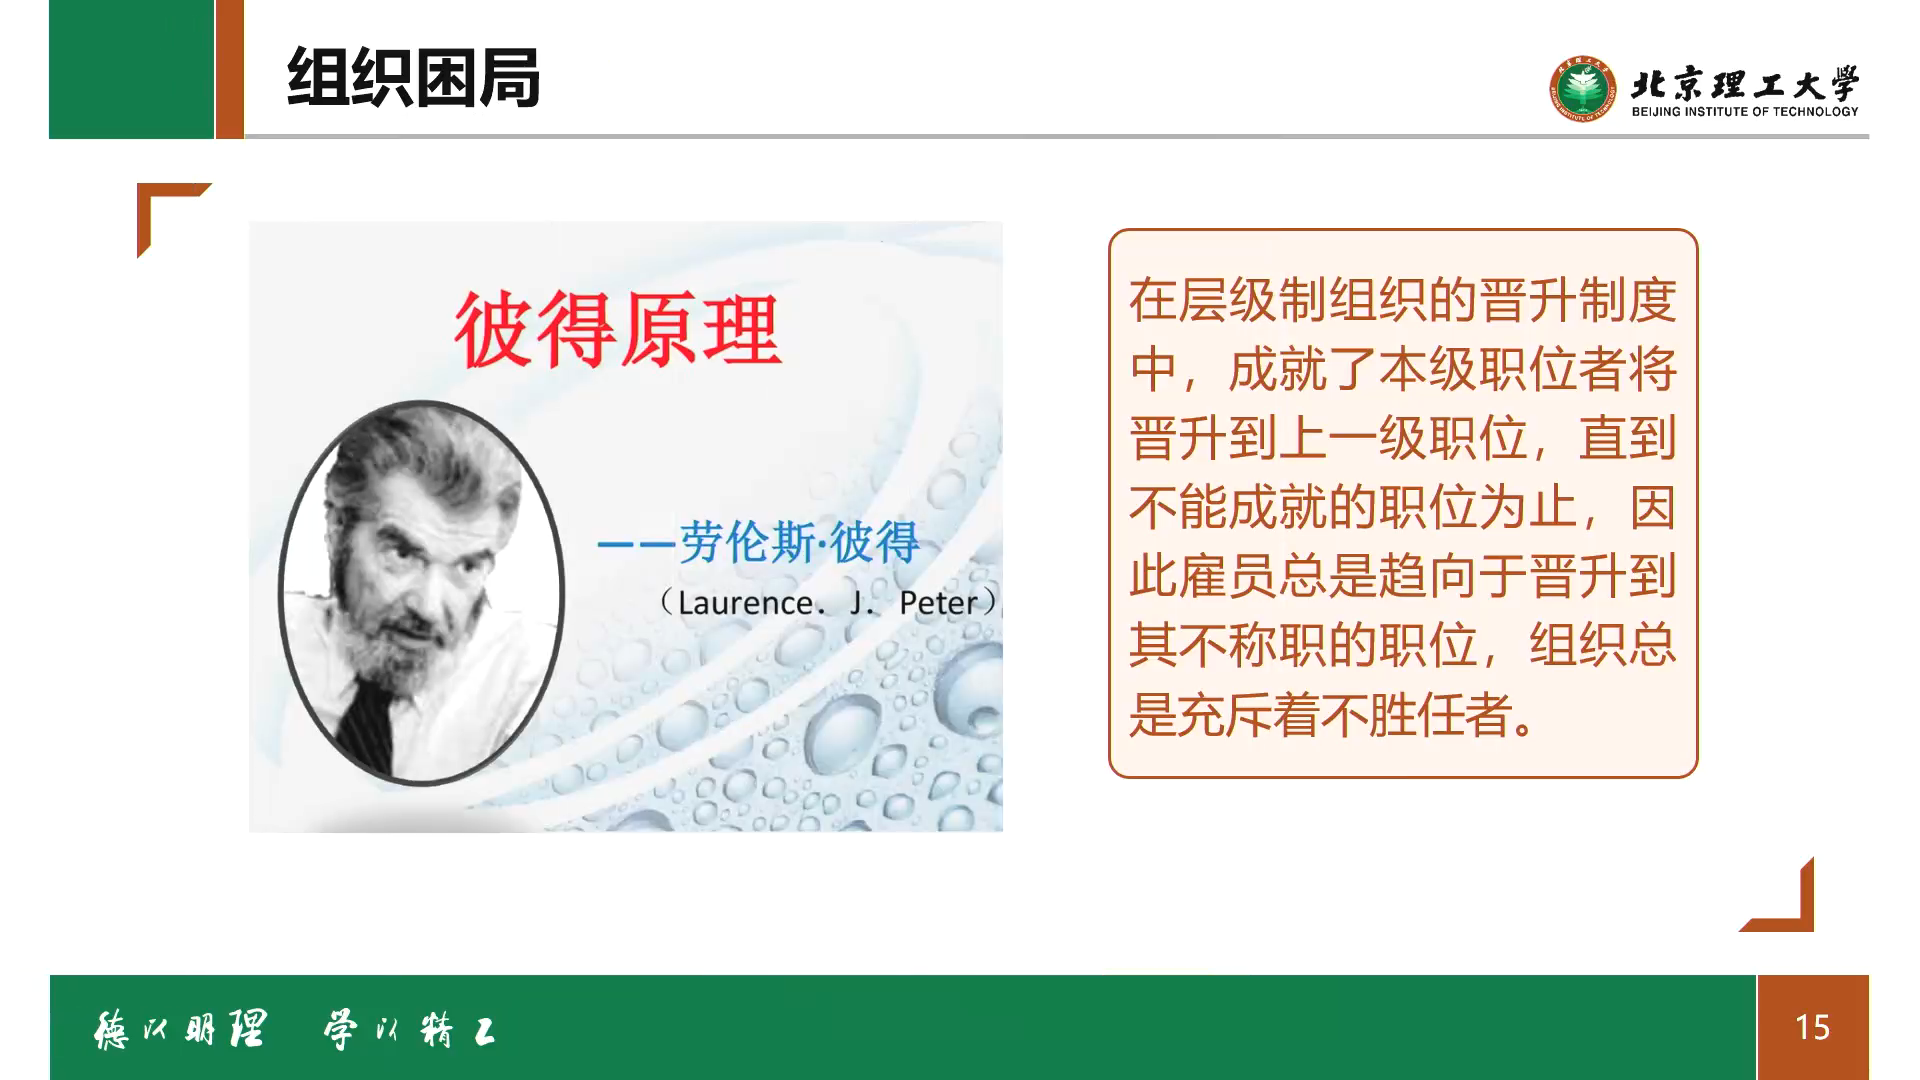 组织困局
北京理工大学
BEIJING INSTITUTE OF TECHNOLOGY
彼得原理
——劳伦斯·彼得
（Laurence．J．Peter）
在层级制组织的晋升制度
中，成就了本级职位者将
晋升到上一级职位，直到
不能成就的职位为止，因
此雇员总是趋向于晋升到
其不称职的职位，组织总
是充斥着不胜任者。
德以明理 学以精工
15